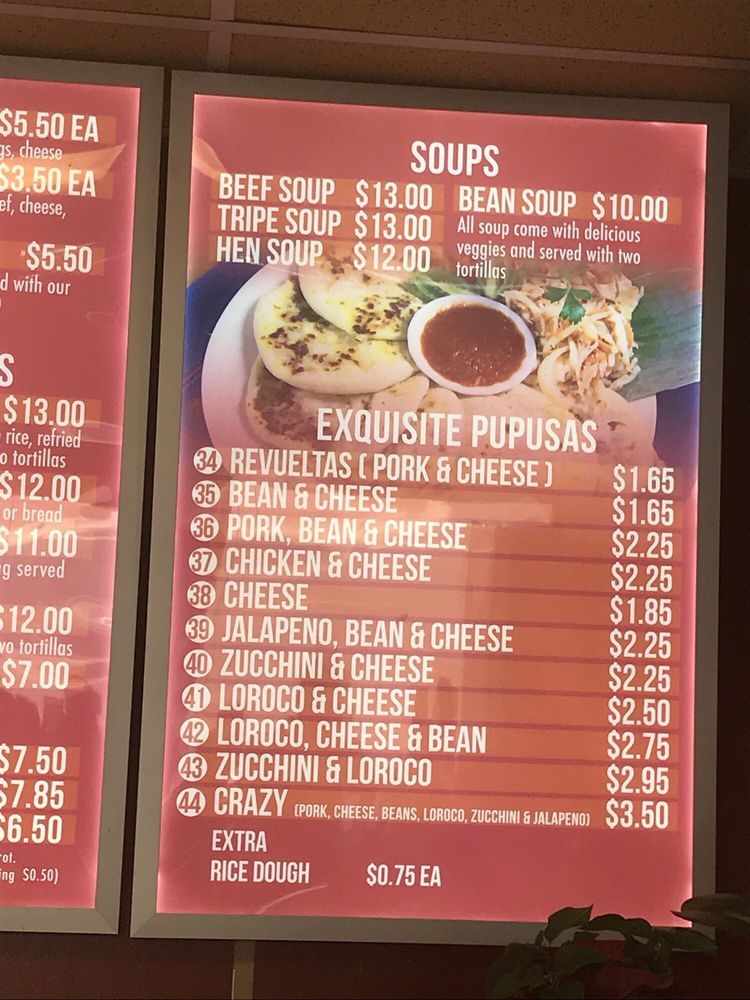 $5.50 EA
gs, cheese
$3.50 EA
ef, cheese,
$5.50
d with our
S
$13.00
rice, refried
o tortillas
$12.00
or bread
$11.00
g served
$12.00
wo tortillas
$7.00
$7.50
$7.85
$6.50
rot.
ing $0.50)
SOUPS
BEEF SOUP $13.00
TRIPE SOUP $13.00
HEN SOUP $12.00
BEAN SOUP $10.00
All soup come with delicious
veggies and served with two
tortillas
EXQUISITE PUPUSAS
34 REVUELTAS ( PORK & CHEESE ) $1.65
35 BEAN & CHEESE $1.65
36 PORK, BEAN & CHEESE $2.25
37 CHICKEN & CHEESE $2.25
38 CHEESE $1.85
39 JALAPENO, BEAN & CHEESE $2.25
40 ZUCCHINI & CHEESE $2.25
41 LOROCO & CHEESE $2.50
42 LOROCO, CHEESE & BEAN $2.75
43 ZUCCHINI & LOROCO $2.95
44 CRAZY (PORK, CHEESE, BEANS, LOROCO, ZUCCHINI & JALAPENO) $3.50
EXTRA
RICE DOUGH $0.75 EA